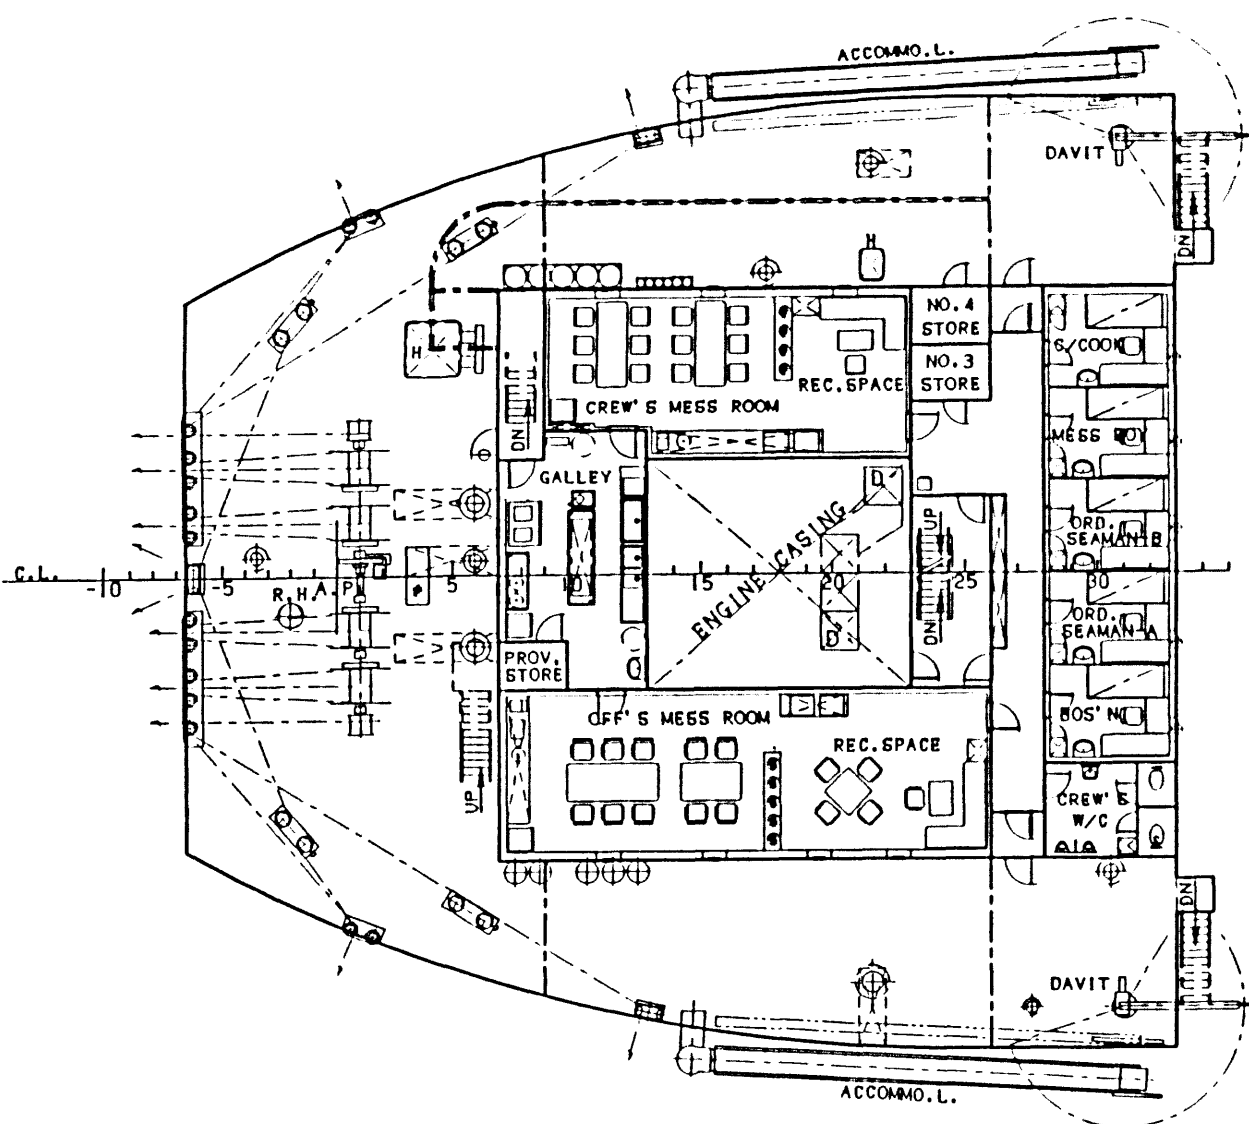 ACCOMMO.L.
DAVIT
H
DN
NO.4
STORE
H
S/COOK
NO.3
STORE
REC.SPACE
CREW'S MESS ROOM
DN
MESS BOY
GALLEY
D
UP
ENGINE CASING
ORD.
SEAMAN-B
C.L.
-10
-5
R.H.
A.P
5
10
15
20
25
30
ORD.
SEAMAN-A
DN
D
PROV.
STORE
BOS'N
OFF'S MESS ROOM
REC.SPACE
UP
CREW'S
W/C
DN
DAVIT
ACCOMMO.L.